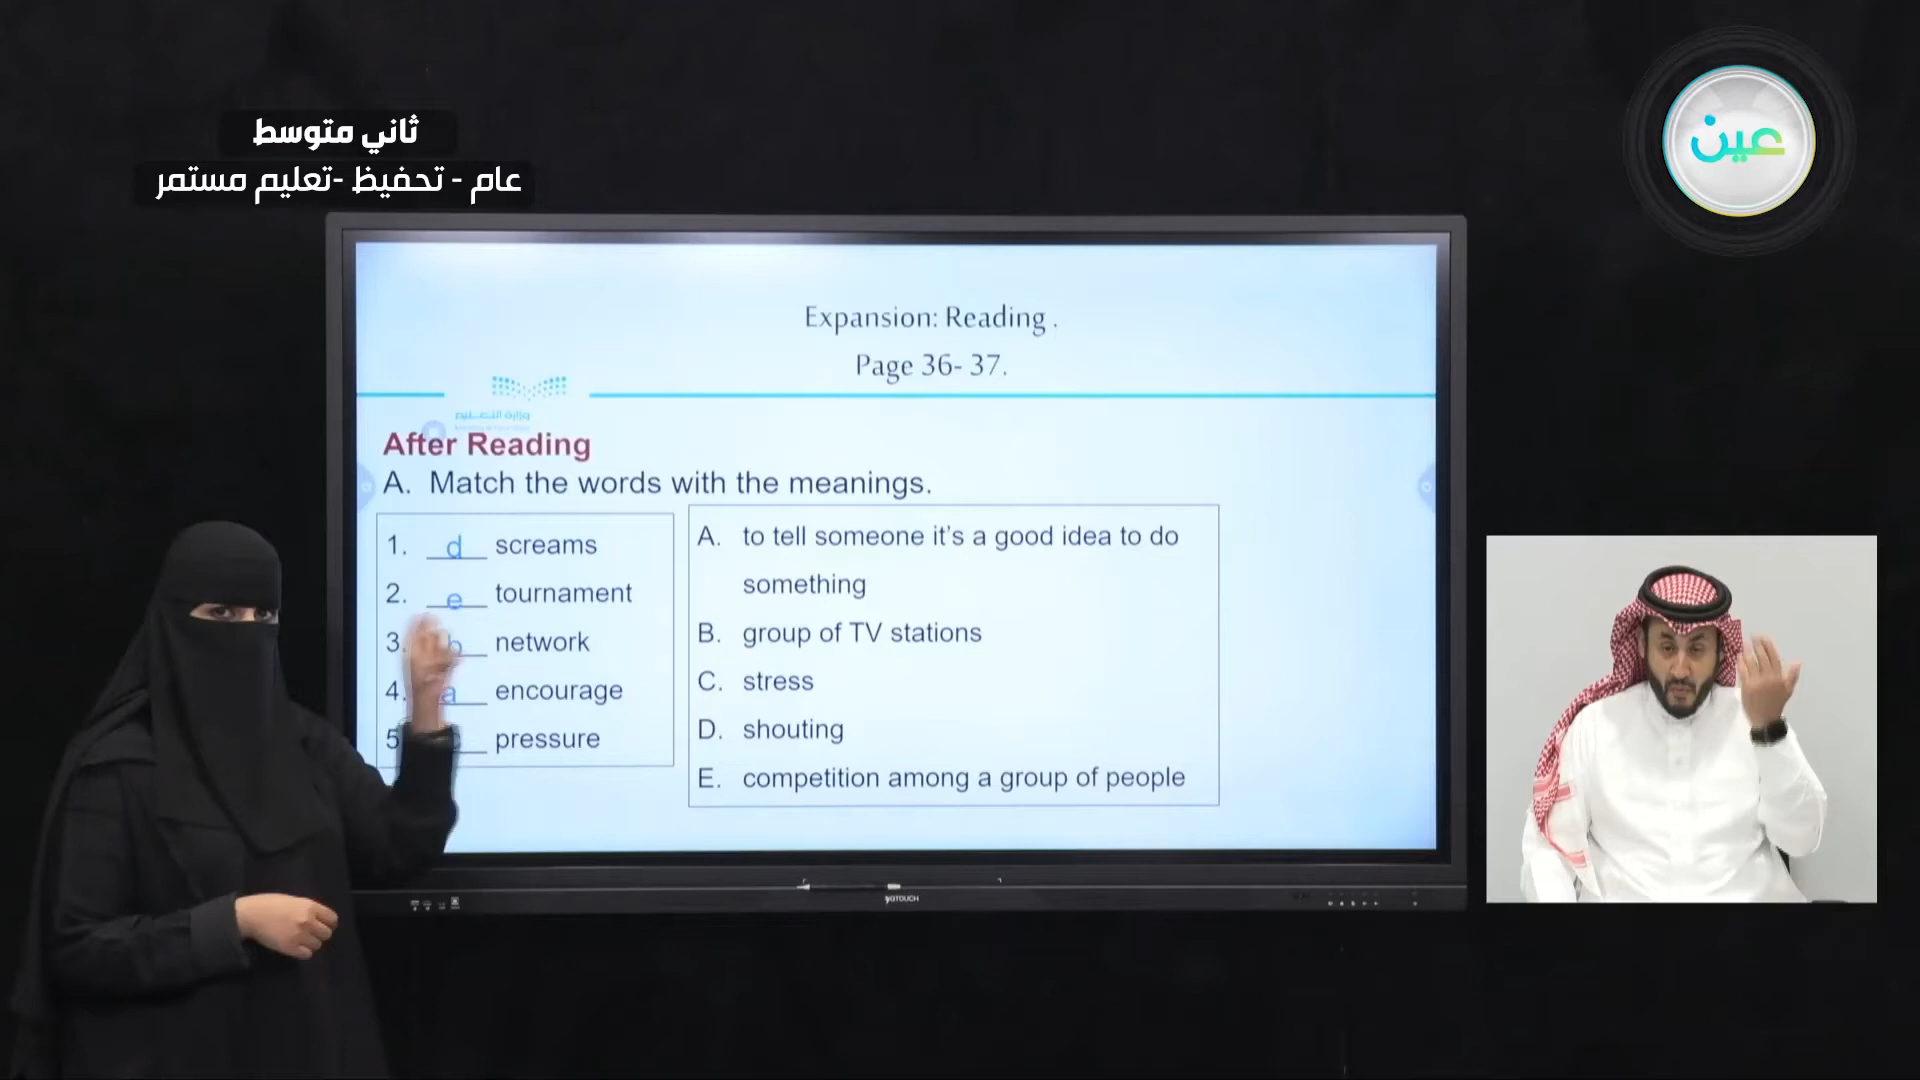 ثاني متوسط
عام - تحفيظ -تعليم مستمر
عين
Expansion: Reading .
Page 36- 37.
وزارة التعليم
After Reading
A. Match the words with the meanings.
1. d screams
2. e tournament
3. b network
4. a encourage
5 pressure
A. to tell someone it's a good idea to do
something
B. group of TV stations
C. stress
D. shouting
E. competition among a group of people